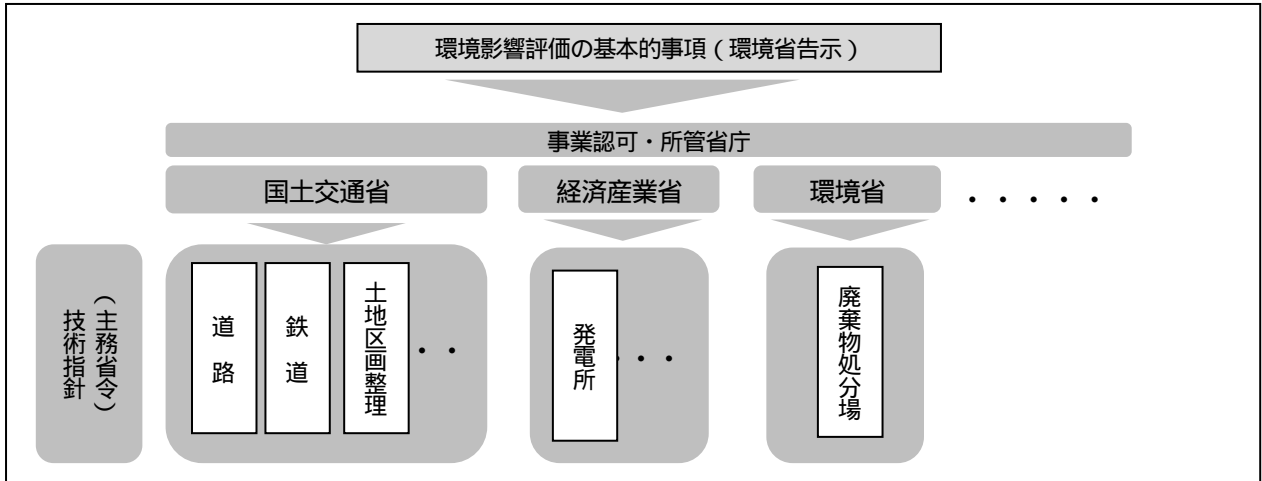 環境影響評価の基本的事項(環境省告示)
事業認可・所管省庁
国土交通省
経済産業省
環境省
・・・・・
技術指針
(主務省令)
道路
鉄道
土地区画整理
・・
発電所
・・・
廃棄物処分場